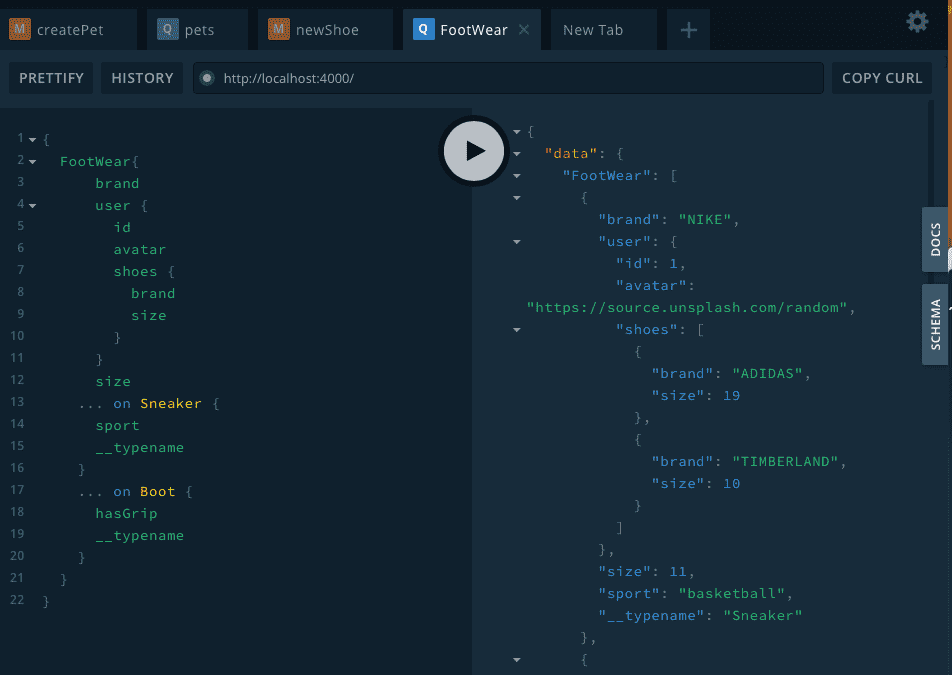 M createPet Q pets M newShoe Q FootWear × New Tab +
PRETTIFY HISTORY http://localhost:4000/ COPY CURL
1 {
2 FootWear{
3 brand
4 user {
5 id
6 avatar
7 shoes {
8 brand
9 size
10 }
11 }
12 size
13 ... on Sneaker {
14 sport
15 __typename
16 }
17 ... on Boot {
18 hasGrip
19 __typename
20 }
21 }
22 }
{
"data": {
"FootWear": [
{
"brand": "NIKE",
"user": {
"id": 1,
"avatar":
"https://source.unsplash.com/random",
"shoes": [
{
"brand": "ADIDAS",
"size": 19
},
{
"brand": "TIMBERLAND",
"size": 10
}
]
},
"size": 11,
"sport": "basketball",
"__typename": "Sneaker"
},
{
DOCS
SCHEMA